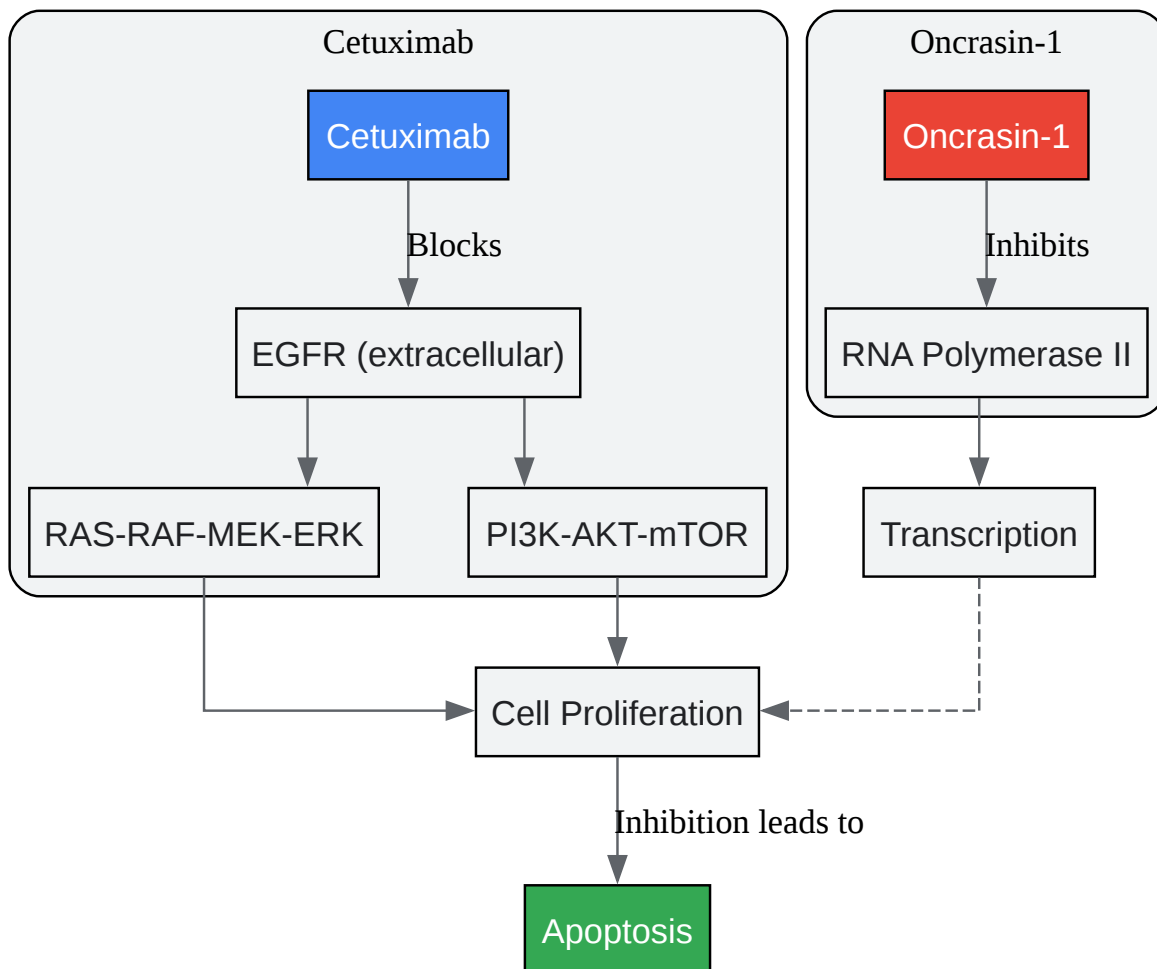 Cetuximab
Oncrasin-1
Cetuximab
Oncrasin-1
Blocks
Inhibits
EGFR (extracellular)
RNA Polymerase II
RAS-RAF-MEK-ERK
PI3K-AKT-mTOR
Transcription
Cell Proliferation
Inhibition leads to
Apoptosis